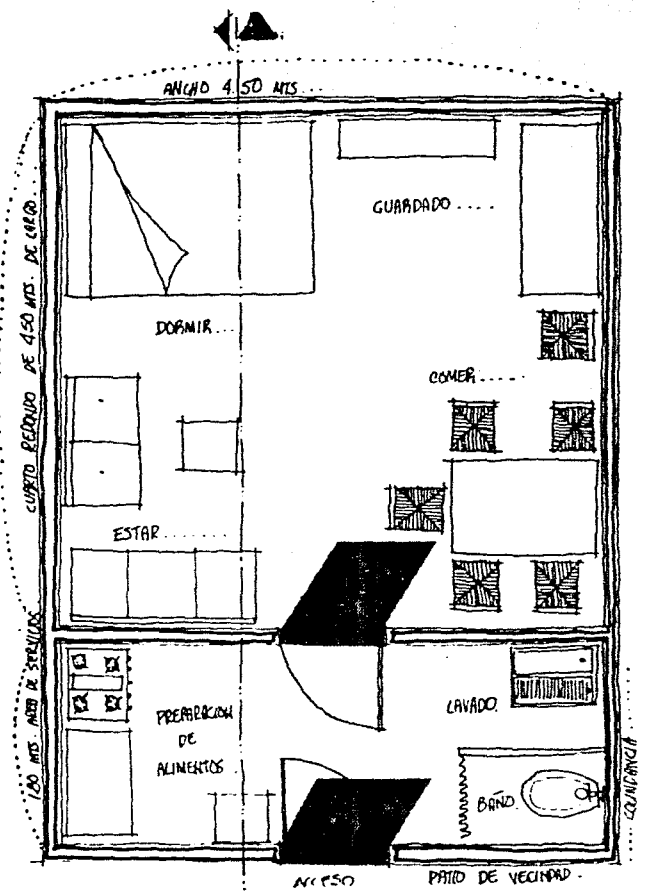 A.
ANCHO 4.50 MTS...
GUARDADO ....
DORMIR...
COMER.....
CUARTO REDONDO DE 4.50 MTS. DE LARGO...
ESTAR.......
1.80 MTS. AREA DE SERVICIOS
PREPARACION
DE
ALIMENTOS
LAVADO.
BAÑO.
COLINDANCIA
ACCESO
PATIO DE VECINDAD.